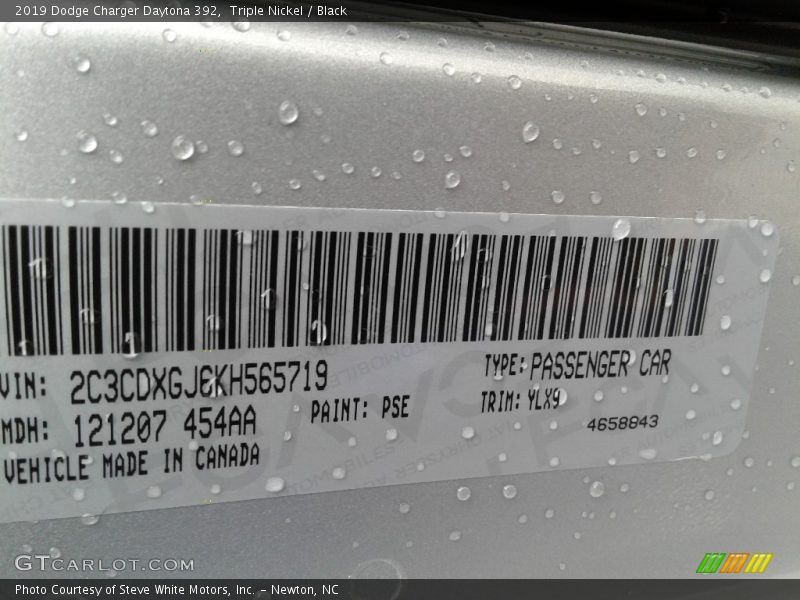 2019 Dodge Charger Daytona 392, Triple Nickel / Black
VIN: 2C3CDXGJ6KH565719 TYPE: PASSENGER CAR
MDH: 121207 454AA PAINT: PSE TRIM: YLX9
VEHICLE MADE IN CANADA 4658843
GTCARLOT.COM
Photo Courtesy of Steve White Motors, Inc. – Newton, NC